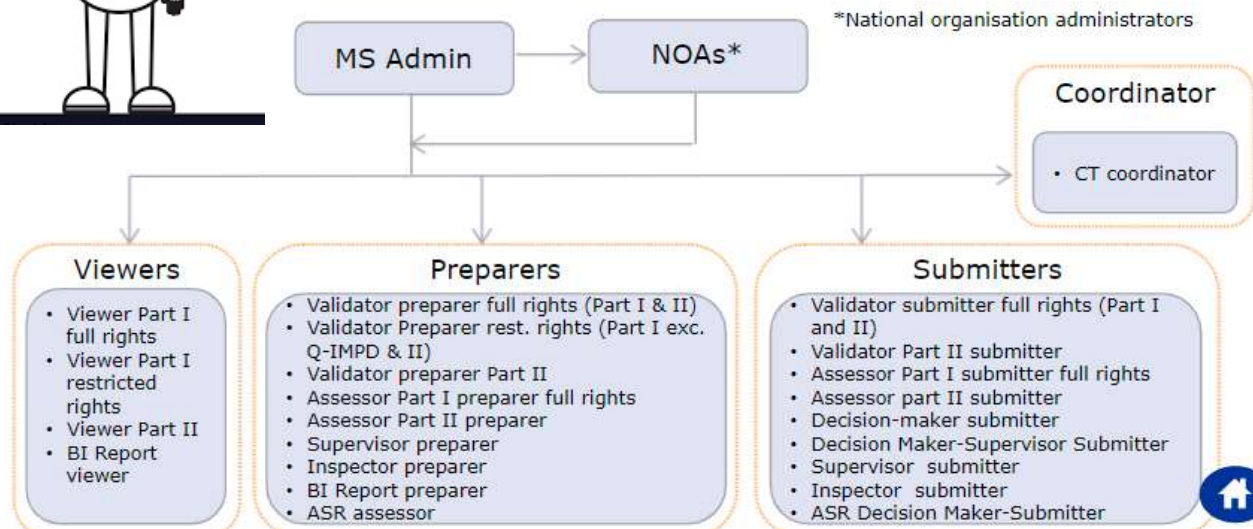 *National organisation administrators
MS Admin
NOAs*
Coordinator
• CT coordinator
Viewers
• Viewer Part I
full rights
• Viewer Part I
restricted
rights
• Viewer Part II
• BI Report
viewer
Preparers
• Validator preparer full rights (Part I & II)
• Validator Preparer rest. rights (Part I exc.
Q-IMPD & II)
• Validator preparer Part II
• Assessor Part I preparer full rights
• Assessor Part II preparer
• Supervisor preparer
• Inspector preparer
• BI Report preparer
• ASR assessor
Submitters
• Validator submitter full rights (Part I
and II)
• Validator Part II submitter
• Assessor Part I submitter full rights
• Assessor part II submitter
• Decision-maker submitter
• Decision Maker-Supervisor Submitter
• Supervisor submitter
• Inspector submitter
• ASR Decision Maker-Submitter